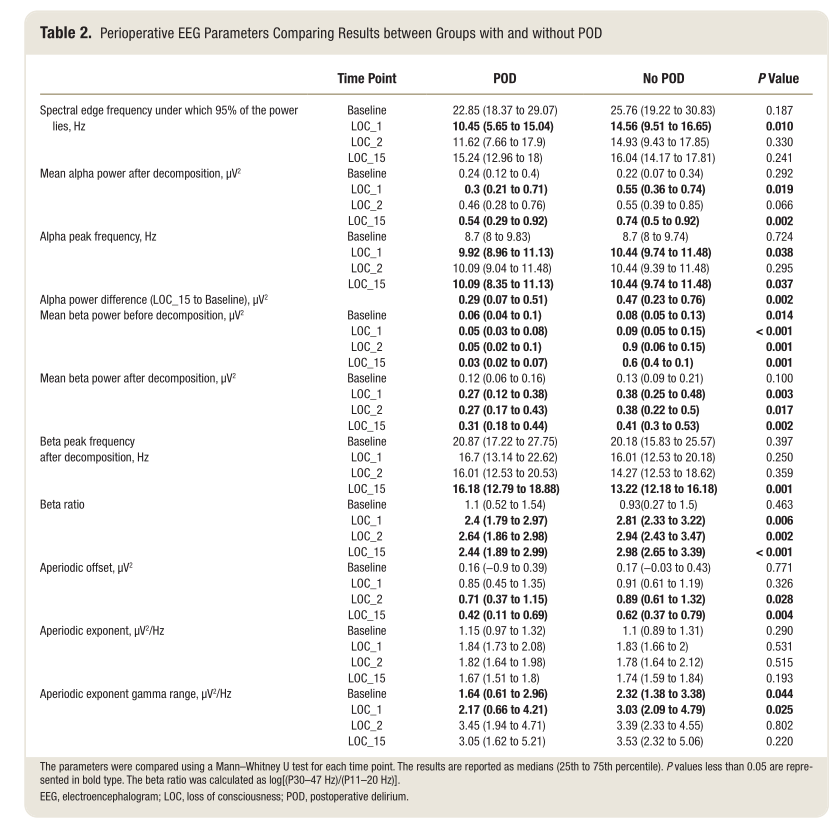 Table 2. Perioperative EEG Parameters Comparing Results between Groups with and without POD
Time Point POD No POD P Value
Spectral edge frequency under which 95% of the power Baseline 22.85 (18.37 to 29.07) 25.76 (19.22 to 30.83) 0.187
lies, Hz LOC_1 10.45 (5.65 to 15.04) 14.56 (9.51 to 16.65) 0.010
LOC_2 11.62 (7.66 to 17.9) 14.93 (9.43 to 17.85) 0.330
LOC_15 15.24 (12.96 to 18) 16.04 (14.17 to 17.81) 0.241
Mean alpha power after decomposition, µV² Baseline 0.24 (0.12 to 0.4) 0.22 (0.07 to 0.34) 0.292
LOC_1 0.3 (0.21 to 0.71) 0.55 (0.36 to 0.74) 0.019
LOC_2 0.46 (0.28 to 0.76) 0.55 (0.39 to 0.85) 0.066
LOC_15 0.54 (0.29 to 0.92) 0.74 (0.5 to 0.92) 0.002
Alpha peak frequency, Hz Baseline 8.7 (8 to 9.83) 8.7 (8 to 9.74) 0.724
LOC_1 9.92 (8.96 to 11.13) 10.44 (9.74 to 11.48) 0.038
LOC_2 10.09 (9.04 to 11.48) 10.44 (9.39 to 11.48) 0.295
LOC_15 10.09 (8.35 to 11.13) 10.44 (9.74 to 11.48) 0.037
Alpha power difference (LOC_15 to Baseline), µV² 0.29 (0.07 to 0.51) 0.47 (0.23 to 0.76) 0.002
Mean beta power before decomposition, µV² Baseline 0.06 (0.04 to 0.1) 0.08 (0.05 to 0.13) 0.014
LOC_1 0.05 (0.03 to 0.08) 0.09 (0.05 to 0.15) < 0.001
LOC_2 0.05 (0.02 to 0.1) 0.9 (0.06 to 0.15) 0.001
LOC_15 0.03 (0.02 to 0.07) 0.6 (0.4 to 0.1) 0.001
Mean beta power after decomposition, µV² Baseline 0.12 (0.06 to 0.16) 0.13 (0.09 to 0.21) 0.100
LOC_1 0.27 (0.12 to 0.38) 0.38 (0.25 to 0.48) 0.003
LOC_2 0.27 (0.17 to 0.43) 0.38 (0.22 to 0.5) 0.017
LOC_15 0.31 (0.18 to 0.44) 0.41 (0.3 to 0.53) 0.002
Beta peak frequency Baseline 20.87 (17.22 to 27.75) 20.18 (15.83 to 25.57) 0.397
after decomposition, Hz LOC_1 16.7 (13.14 to 22.62) 16.01 (12.53 to 20.18) 0.250
LOC_2 16.01 (12.53 to 20.53) 14.27 (12.53 to 18.62) 0.359
LOC_15 16.18 (12.79 to 18.88) 13.22 (12.18 to 16.18) 0.001
Beta ratio Baseline 1.1 (0.52 to 1.54) 0.93(0.27 to 1.5) 0.463
LOC_1 2.4 (1.79 to 2.97) 2.81 (2.33 to 3.22) 0.006
LOC_2 2.64 (1.86 to 2.98) 2.94 (2.43 to 3.47) 0.002
LOC_15 2.44 (1.89 to 2.99) 2.98 (2.65 to 3.39) < 0.001
Aperiodic offset, µV² Baseline 0.16 (−0.9 to 0.39) 0.17 (−0.03 to 0.43) 0.771
LOC_1 0.85 (0.45 to 1.35) 0.91 (0.61 to 1.19) 0.326
LOC_2 0.71 (0.37 to 1.15) 0.89 (0.61 to 1.32) 0.028
LOC_15 0.42 (0.11 to 0.69) 0.62 (0.37 to 0.79) 0.004
Aperiodic exponent, µV²/Hz Baseline 1.15 (0.97 to 1.32) 1.1 (0.89 to 1.31) 0.290
LOC_1 1.84 (1.73 to 2.08) 1.83 (1.66 to 2) 0.531
LOC_2 1.82 (1.64 to 1.98) 1.78 (1.64 to 2.12) 0.515
LOC_15 1.67 (1.51 to 1.8) 1.74 (1.59 to 1.84) 0.193
Aperiodic exponent gamma range, µV²/Hz Baseline 1.64 (0.61 to 2.96) 2.32 (1.38 to 3.38) 0.044
LOC_1 2.17 (0.66 to 4.21) 3.03 (2.09 to 4.79) 0.025
LOC_2 3.45 (1.94 to 4.71) 3.39 (2.33 to 4.55) 0.802
LOC_15 3.05 (1.62 to 5.21) 3.53 (2.32 to 5.06) 0.220
The parameters were compared using a Mann–Whitney U test for each time point. The results are reported as medians (25th to 75th percentile). P values less than 0.05 are repre-
sented in bold type. The beta ratio was calculated as log[(P30–47 Hz)/(P11–20 Hz)].
EEG, electroencephalogram; LOC, loss of consciousness; POD, postoperative delirium.